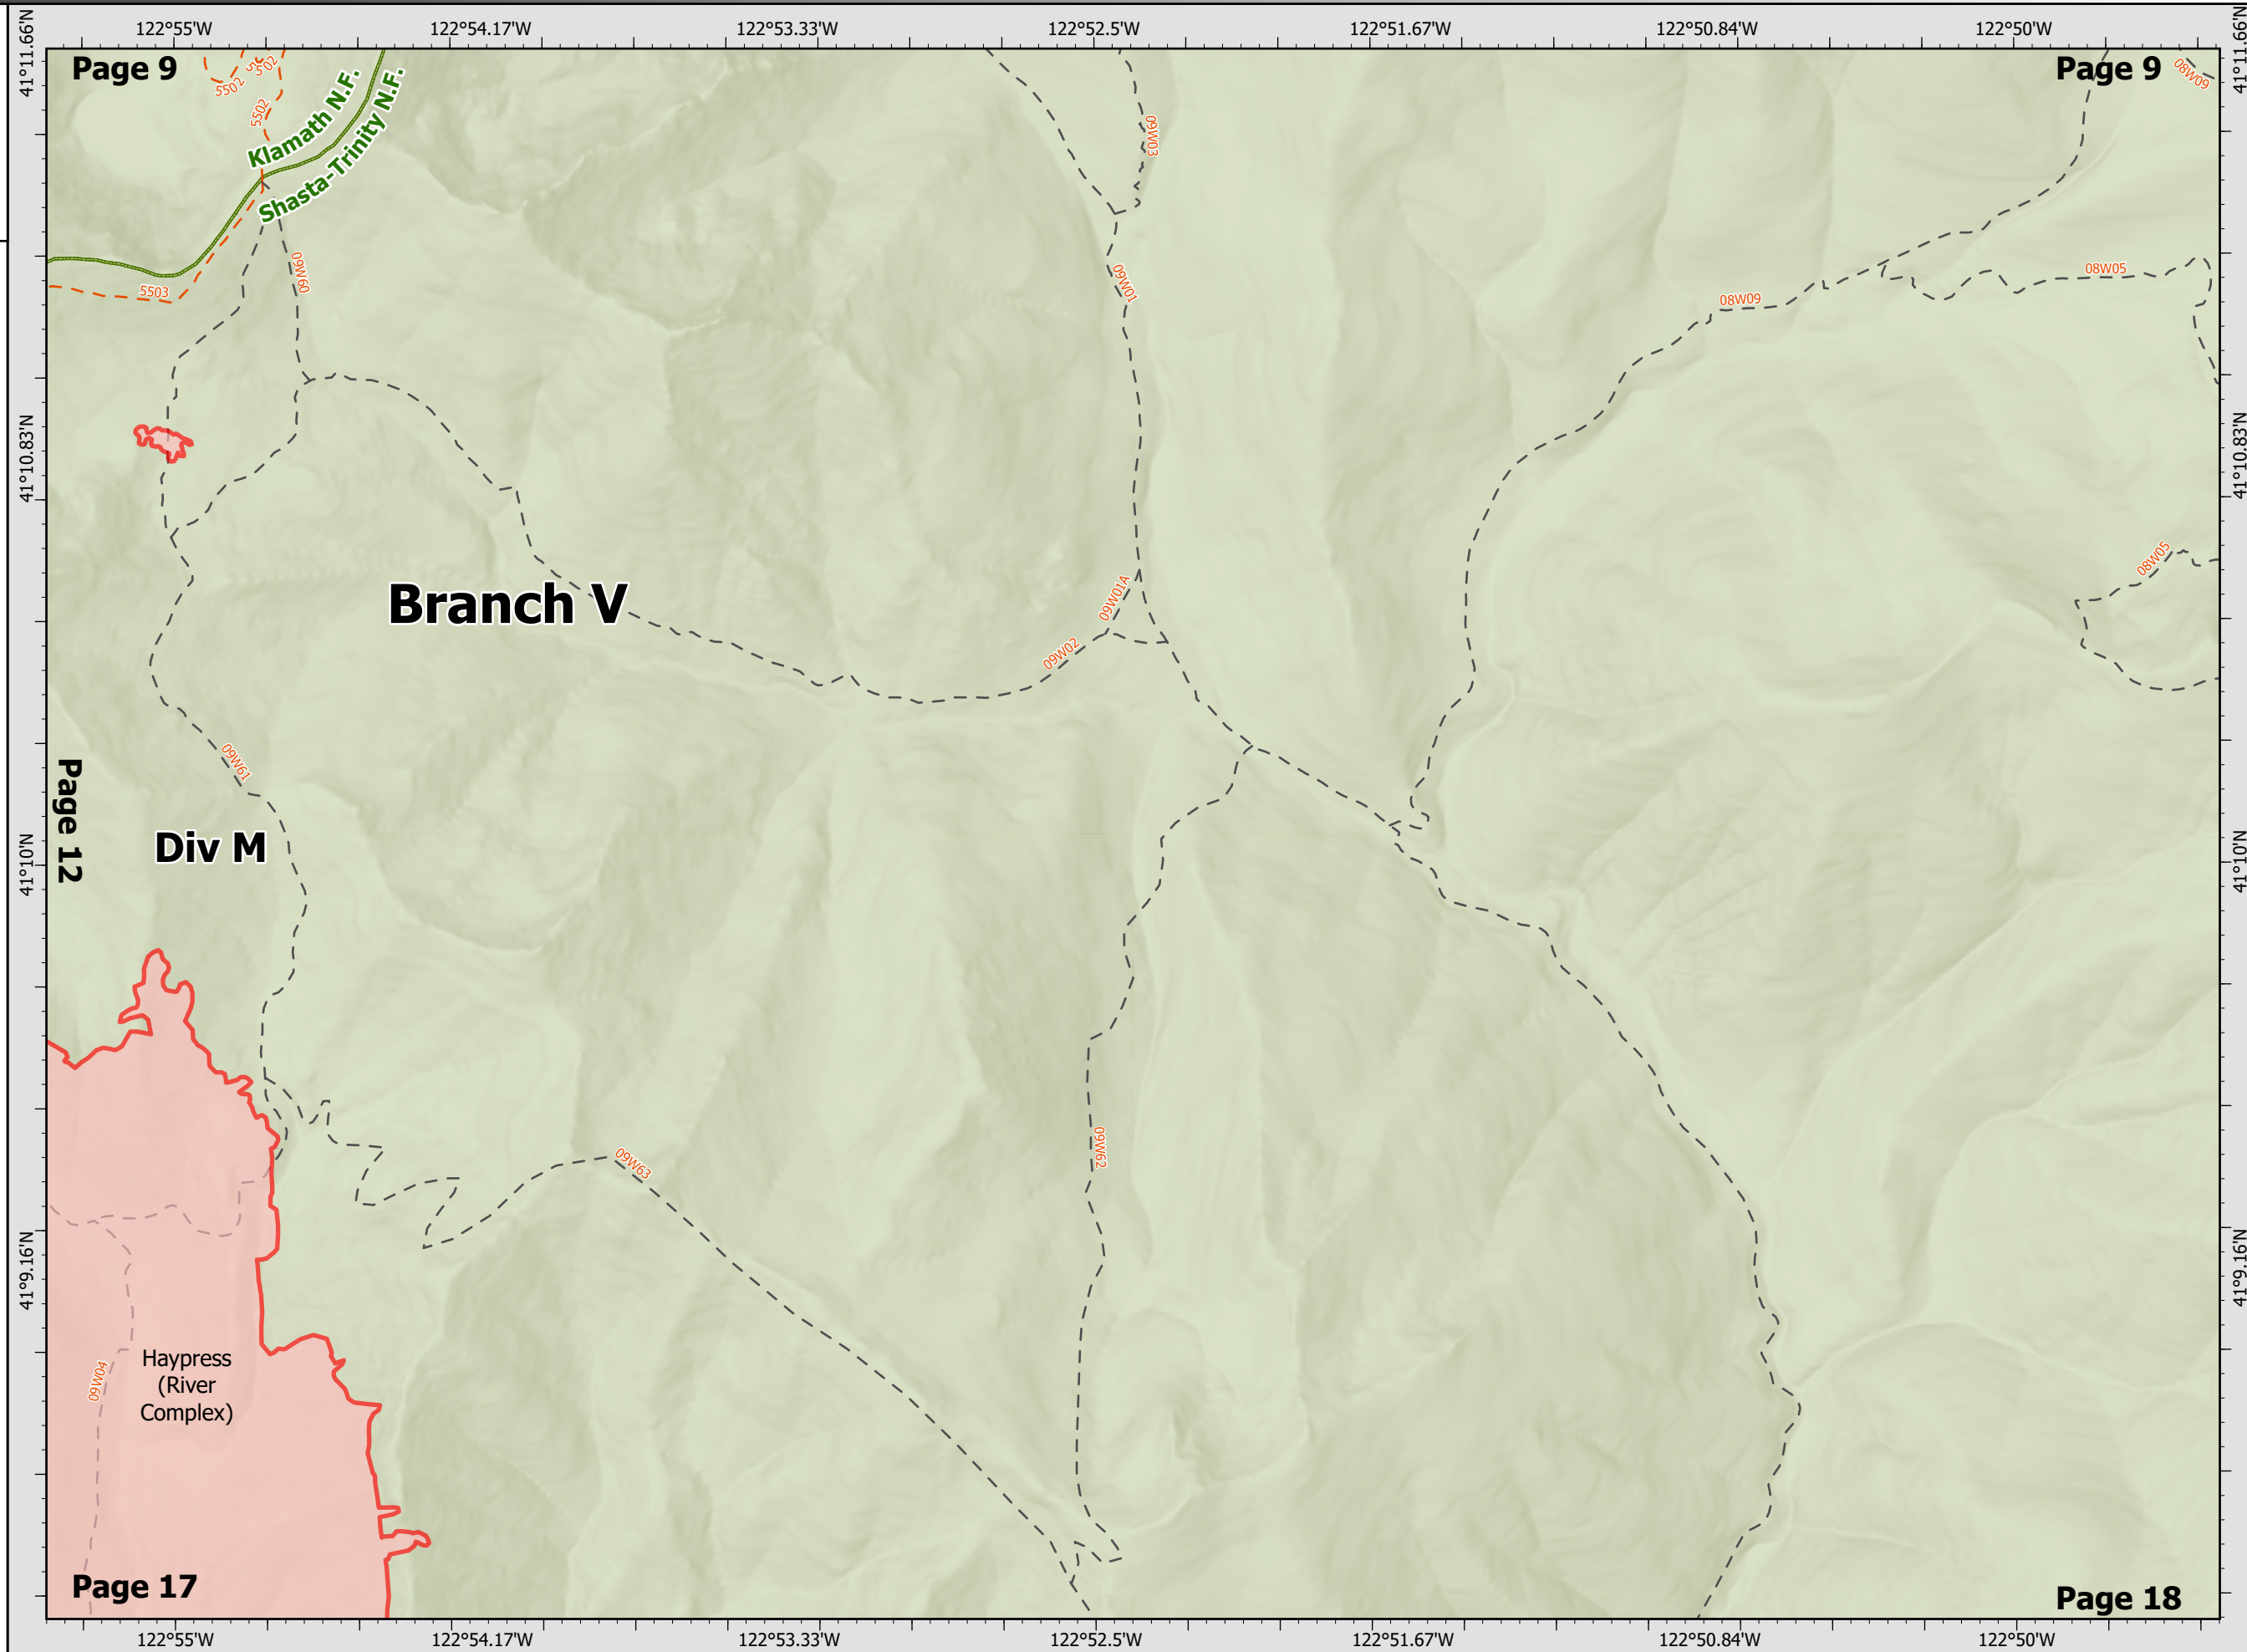 122°55'W 122°54.17'W 122°53.33'W 122°52.5'W 122°51.67'W 122°50.84'W 122°50'W
41°11.66'N
41°11.66'N
Page 9
Page 9
5502
5502
5502
08W09
Klamath N.F.
Shasta-Trinity N.F.
09W03
09W60
5503
09W01
08W09
08W05
41°10.83'N
41°10.83'N
Branch V
09W01A
09W02
08W05
09W61
Page 12
Div M
41°10'N
41°10'N
09W63
09W62
41°9.16'N
41°9.16'N
09W04
Haypress
(River
Complex)
Page 17
Page 18
122°55'W 122°54.17'W 122°53.33'W 122°52.5'W 122°51.67'W 122°50.84'W 122°50'W